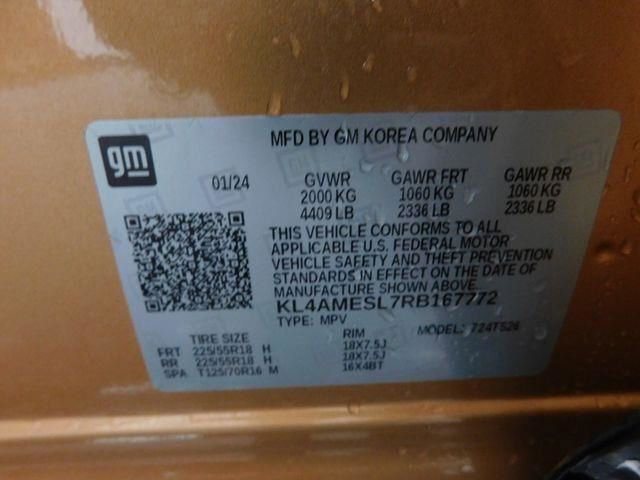 MFD BY GM KOREA COMPANY
gm
01/24 GVWR GAWR FRT GAWR RR
2000 KG 1060 KG 1060 KG
4409 LB 2336 LB 2336 LB
THIS VEHICLE CONFORMS TO ALL
APPLICABLE U.S. FEDERAL MOTOR
VEHICLE SAFETY AND THEFT PREVENTION
STANDARDS IN EFFECT ON THE DATE OF
MANUFACTURE SHOWN ABOVE.
KL4AMESL7RB167772
TYPE: MPV MODEL: 724TS26
TIRE SIZE RIM
FRT 225/55R18 H 18X7.5J
RR 225/55R18 H 18X7.5J
SPA T125/70R16 M 16X4BT